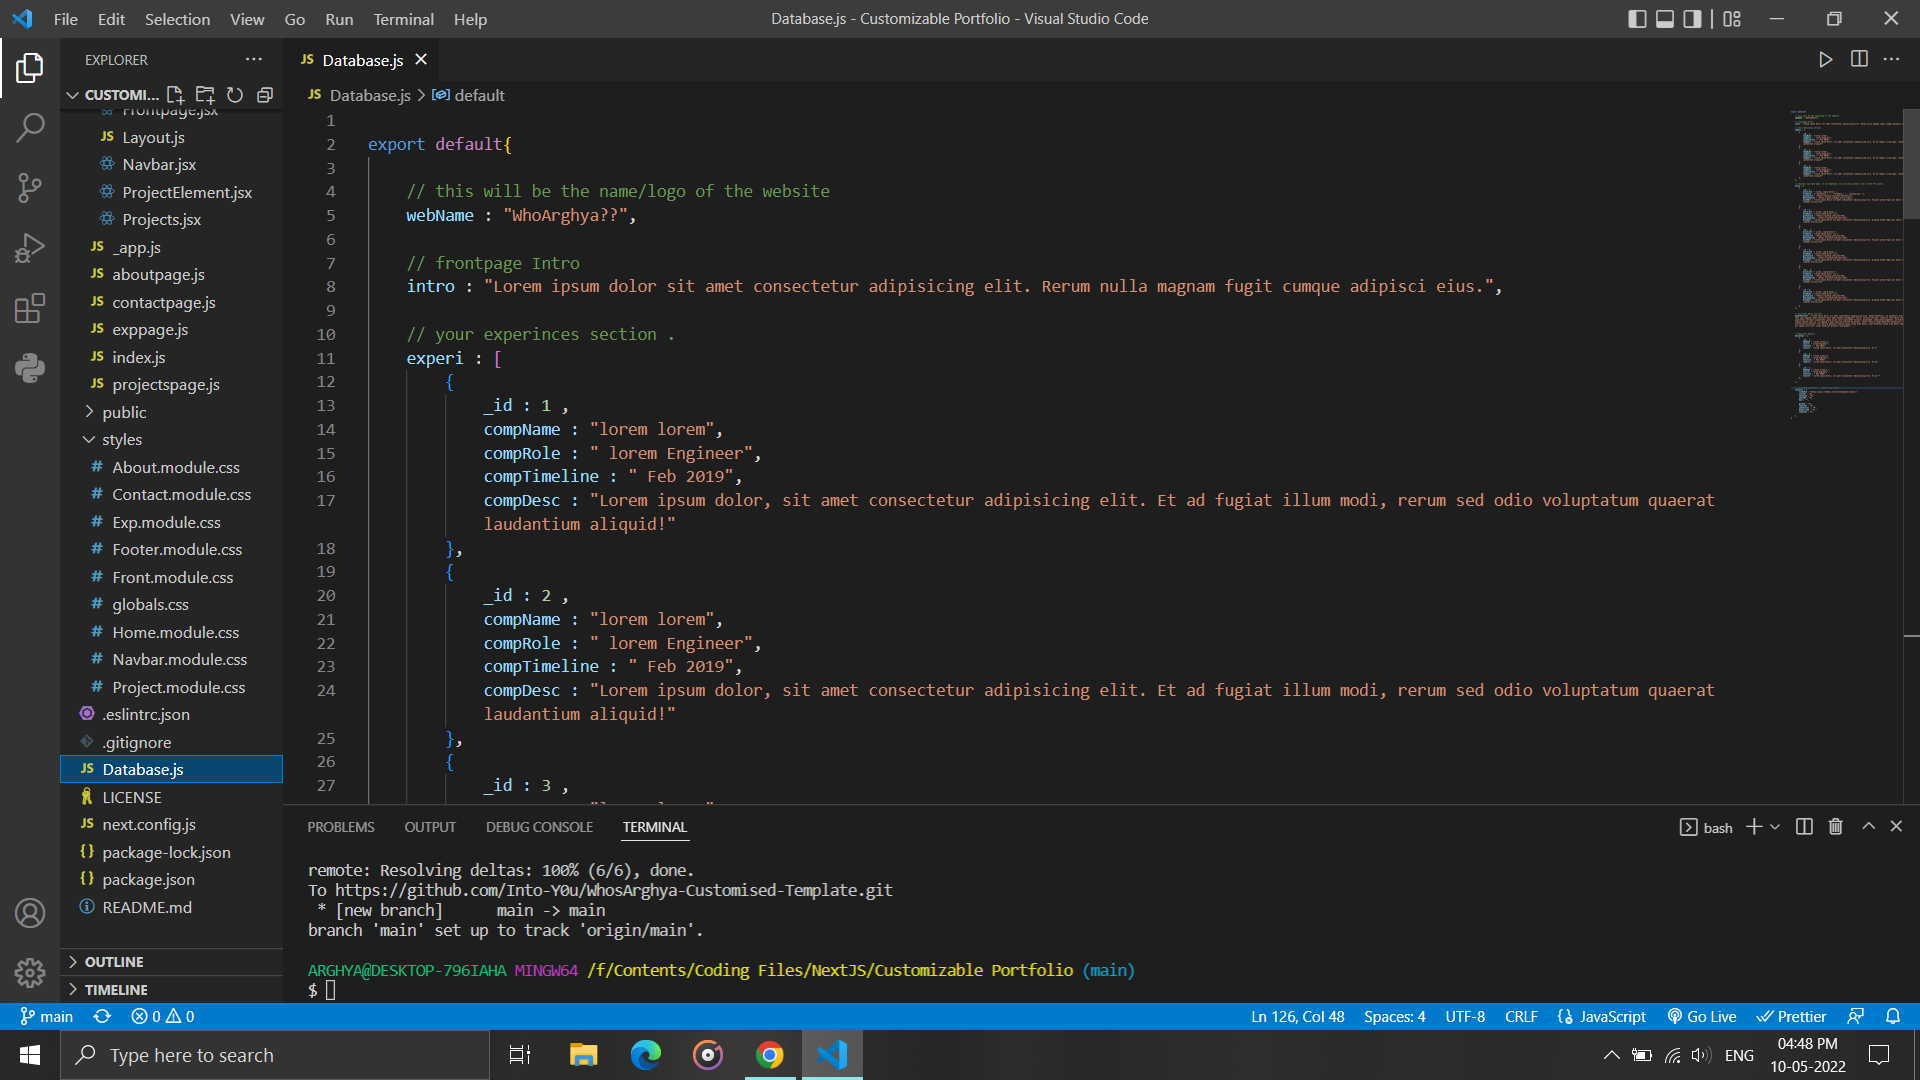 File Edit Selection View Go Run Terminal Help
Database.js - Customizable Portfolio - Visual Studio Code
EXPLORER
CUSTOMI...
Frontpage.jsx
JS Layout.js
Navbar.jsx
ProjectElement.jsx
Projects.jsx
JS _app.js
JS aboutpage.js
JS contactpage.js
JS exppage.js
JS index.js
JS projectspage.js
public
styles
# About.module.css
# Contact.module.css
# Exp.module.css
# Footer.module.css
# Front.module.css
# globals.css
# Home.module.css
# Navbar.module.css
# Project.module.css
.eslintrc.json
.gitignore
JS Database.js
LICENSE
JS next.config.js
{} package-lock.json
{} package.json
README.md
OUTLINE
TIMELINE
JS Database.js
JS Database.js > default
1
2 export default{
3
4 // this will be the name/logo of the website
5 webName : "WhoArghya??",
6
7 // frontpage Intro
8 intro : "Lorem ipsum dolor sit amet consectetur adipisicing elit. Rerum nulla magnam fugit cumque adipisci eius.",
9
10 // your experinces section .
11 experi : [
12 {
13 _id : 1 ,
14 compName : "lorem lorem",
15 compRole : " lorem Engineer",
16 compTimeline : " Feb 2019",
17 compDesc : "Lorem ipsum dolor, sit amet consectetur adipisicing elit. Et ad fugiat illum modi, rerum sed odio voluptatum quaerat
laudantium aliquid!"
18 },
19 {
20 _id : 2 ,
21 compName : "lorem lorem",
22 compRole : " lorem Engineer",
23 compTimeline : " Feb 2019",
24 compDesc : "Lorem ipsum dolor, sit amet consectetur adipisicing elit. Et ad fugiat illum modi, rerum sed odio voluptatum quaerat
laudantium aliquid!"
25 },
26 {
27 _id : 3 ,
PROBLEMS OUTPUT DEBUG CONSOLE TERMINAL
bash
remote: Resolving deltas: 100% (6/6), done.
To https://github.com/Into-Y0u/WhosArghya-Customised-Template.git
* [new branch] main -> main
branch 'main' set up to track 'origin/main'.
ARGHYA@DESKTOP-796IAHA MINGW64 /f/Contents/Coding Files/NextJS/Customizable Portfolio (main)
$
main 0 0
Ln 126, Col 48 Spaces: 4 UTF-8 CRLF {} JavaScript Go Live Prettier
Type here to search
ENG
04:48 PM
10-05-2022